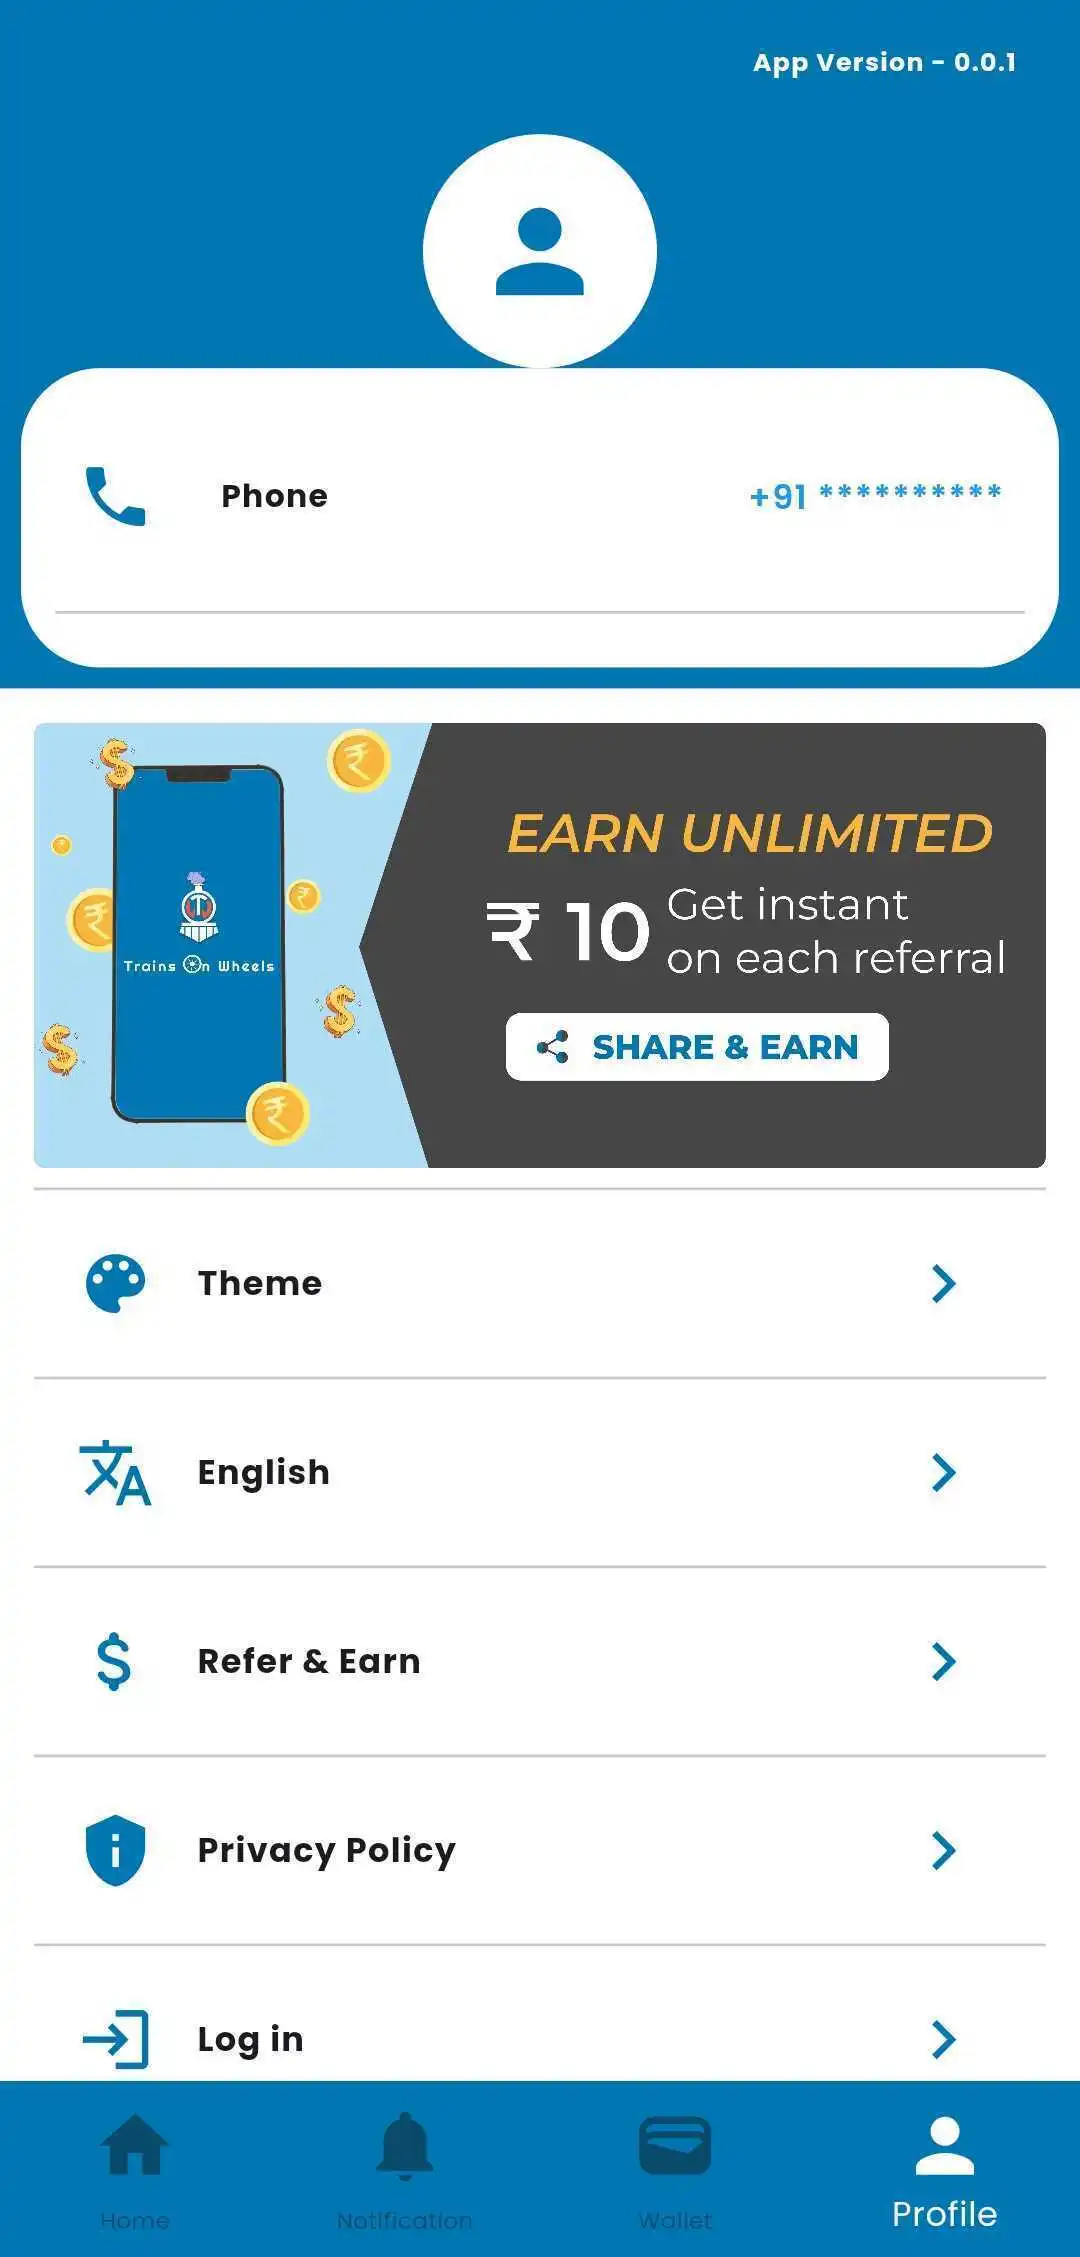 App Version - 0.0.1
Phone
+91 **********
EARN UNLIMITED
₹ 10 Get instant
on each referral
Trains On Wheels
SHARE & EARN
Theme
English
Refer & Earn
Privacy Policy
Log in
Home
Notification
Wallet
Profile